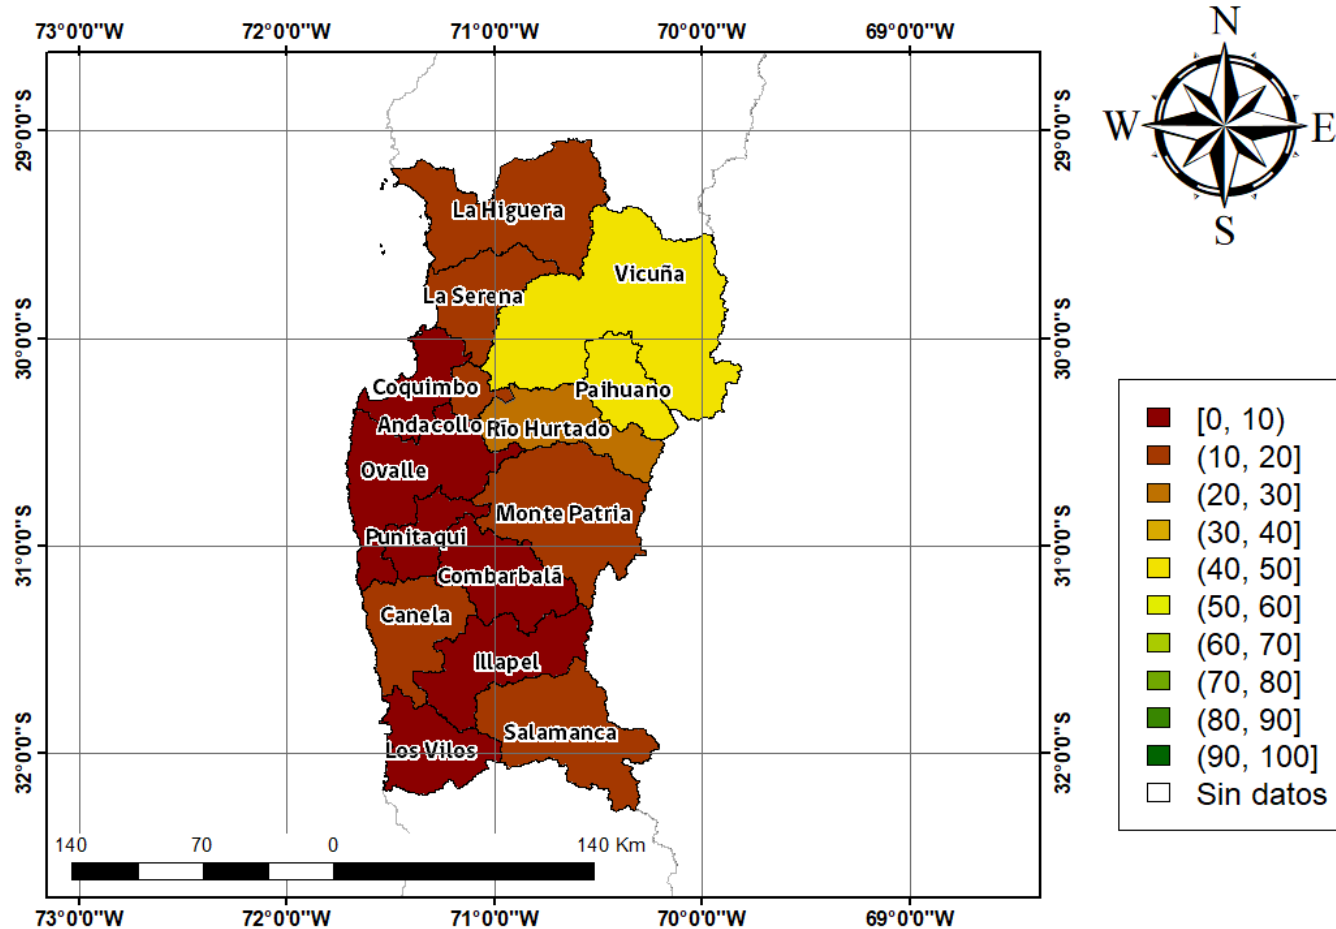 73°0'0"W 72°0'0"W 71°0'0"W 70°0'0"W 69°0'0"W
N
W E
S
29°0'0"S 29°0'0"S
La Higuera
Vicuña
La Serena
30°0'0"S 30°0'0"S
Coquimbo Paihuano
Andacollo Río Hurtado
Ovalle
Monte Patria
Punitaqui
31°0'0"S 31°0'0"S
Combarbalá
Canela
Illapel
Salamanca
Los Vilos
32°0'0"S 32°0'0"S
[0, 10)
(10, 20]
(20, 30]
(30, 40]
(40, 50]
(50, 60]
(60, 70]
(70, 80]
(80, 90]
(90, 100]
Sin datos
140 70 0 140 Km
73°0'0"W 72°0'0"W 71°0'0"W 70°0'0"W 69°0'0"W